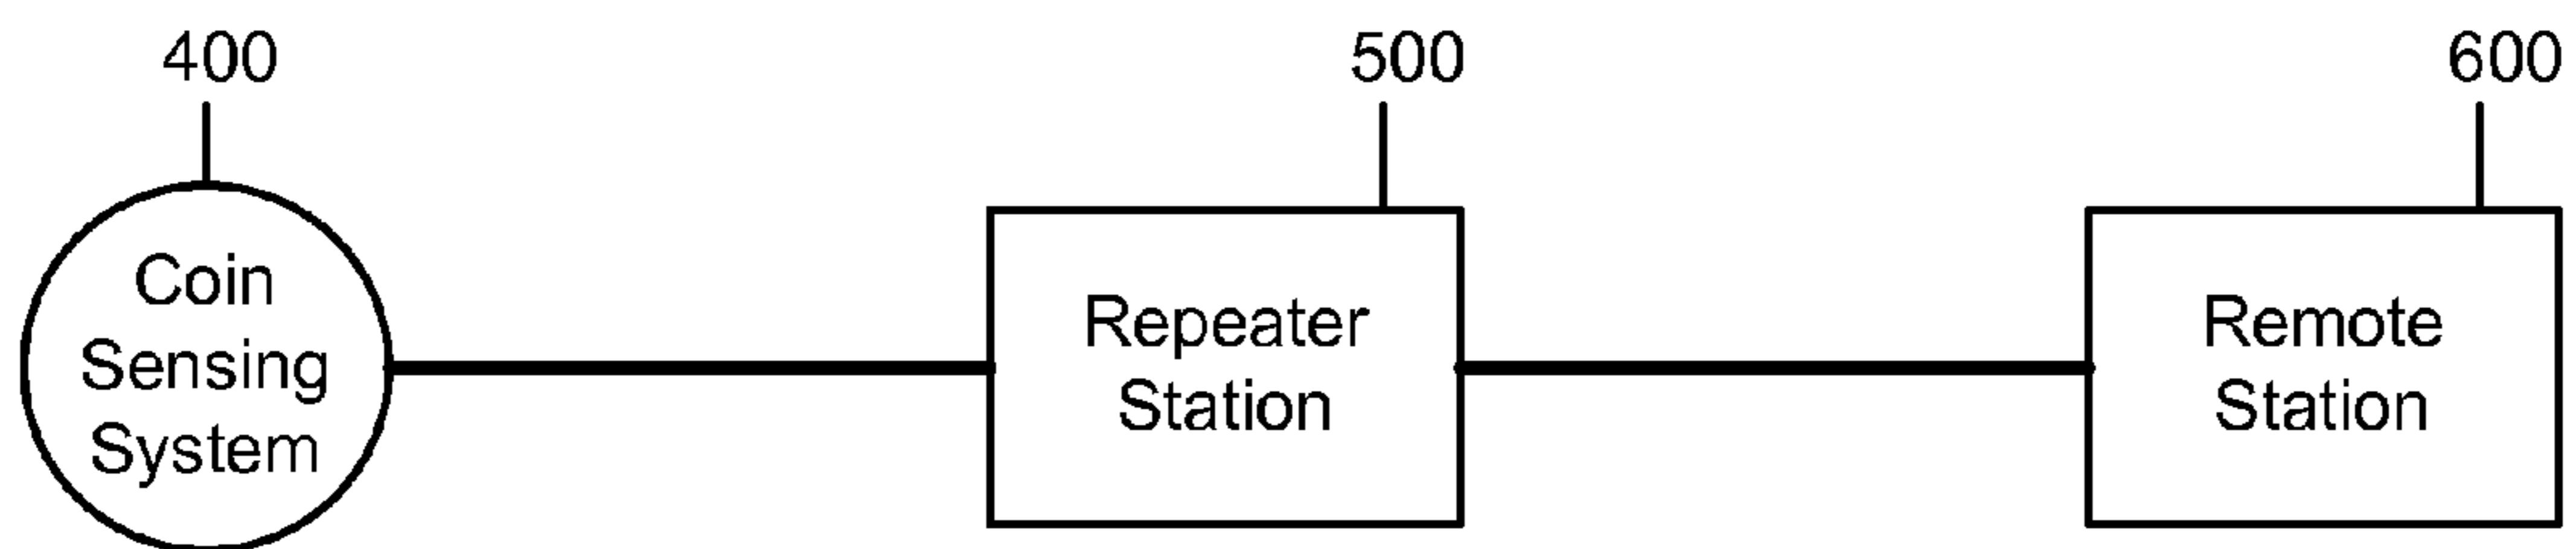 400
500
600
Coin
Sensing
System
Repeater
Station
Remote
Station